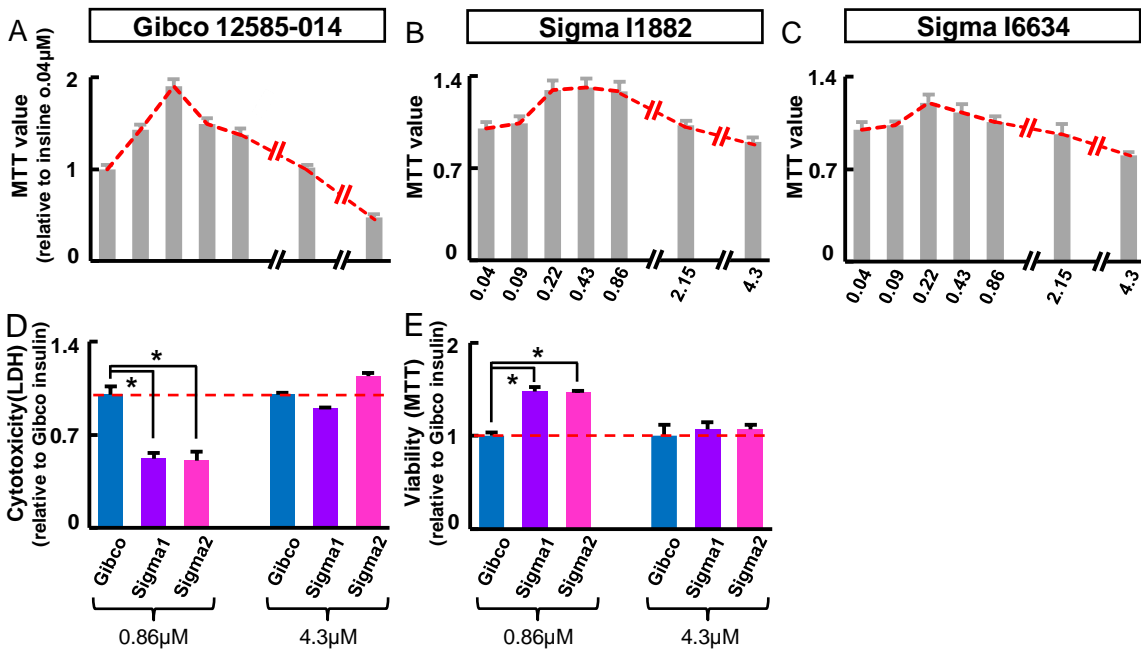 A
Gibco 12585-014
MTT value
(relative to insline o.04µM)
2
1
0
B
Sigma I1882
MTT value
1.4
0.7
0
0.04
0.09
0.22
0.43
0.86
2.15
4.3
C
Sigma I6634
MTT value
1.4
0.7
0
0.04
0.09
0.22
0.43
0.86
2.15
4.3
D
Cytotoxicity(LDH)
(relative to Gibco insulin)
1.4
0.7
0
*
*
Gibco
Sigma1
Sigma2
Gibco
Sigma1
Sigma2
0.86µM
4.3µM
E
Viability (MTT)
(relative to Gibco insulin)
2
1
0
*
*
Gibco
Sigma1
Sigma2
Gibco
Sigma1
Sigma2
0.86µM
4.3µM